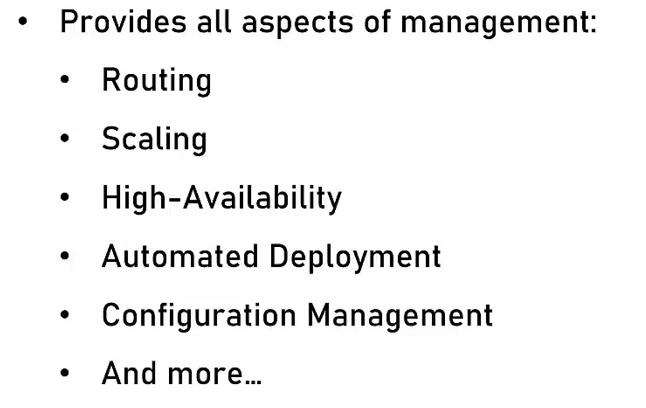 • Provides all aspects of management:
• Routing
• Scaling
• High-Availability
• Automated Deployment
• Configuration Management
• And more...